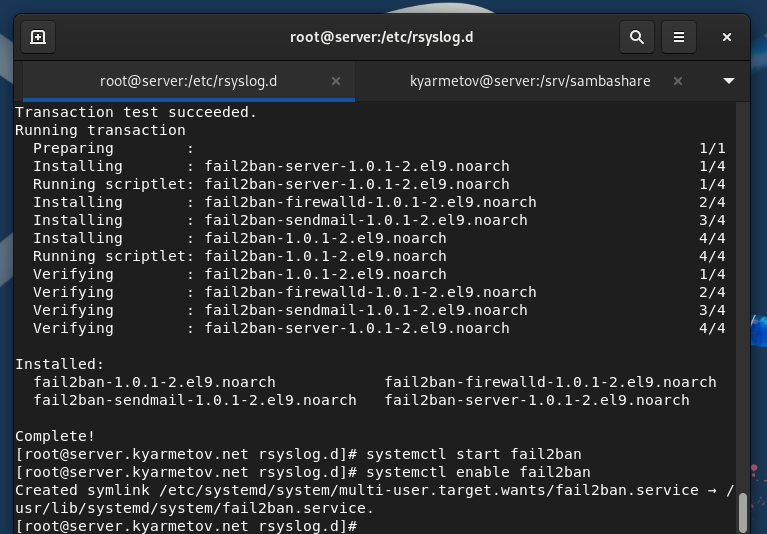 root@server:/etc/rsyslog.d
root@server:/etc/rsyslog.d × kyarmetov@server:/srv/sambashare ×
Transaction test succeeded.
Running transaction
  Preparing        :                                                        1/1
  Installing       : fail2ban-server-1.0.1-2.el9.noarch                     1/4
  Running scriptlet: fail2ban-server-1.0.1-2.el9.noarch                     1/4
  Installing       : fail2ban-firewalld-1.0.1-2.el9.noarch                  2/4
  Installing       : fail2ban-sendmail-1.0.1-2.el9.noarch                   3/4
  Installing       : fail2ban-1.0.1-2.el9.noarch                            4/4
  Running scriptlet: fail2ban-1.0.1-2.el9.noarch                            4/4
  Verifying        : fail2ban-1.0.1-2.el9.noarch                            1/4
  Verifying        : fail2ban-firewalld-1.0.1-2.el9.noarch                  2/4
  Verifying        : fail2ban-sendmail-1.0.1-2.el9.noarch                   3/4
  Verifying        : fail2ban-server-1.0.1-2.el9.noarch                     4/4

Installed:
  fail2ban-1.0.1-2.el9.noarch            fail2ban-firewalld-1.0.1-2.el9.noarch
  fail2ban-sendmail-1.0.1-2.el9.noarch   fail2ban-server-1.0.1-2.el9.noarch

Complete!
[root@server.kyarmetov.net rsyslog.d]# systemctl start fail2ban
[root@server.kyarmetov.net rsyslog.d]# systemctl enable fail2ban
Created symlink /etc/systemd/system/multi-user.target.wants/fail2ban.service → /
usr/lib/systemd/system/fail2ban.service.
[root@server.kyarmetov.net rsyslog.d]#